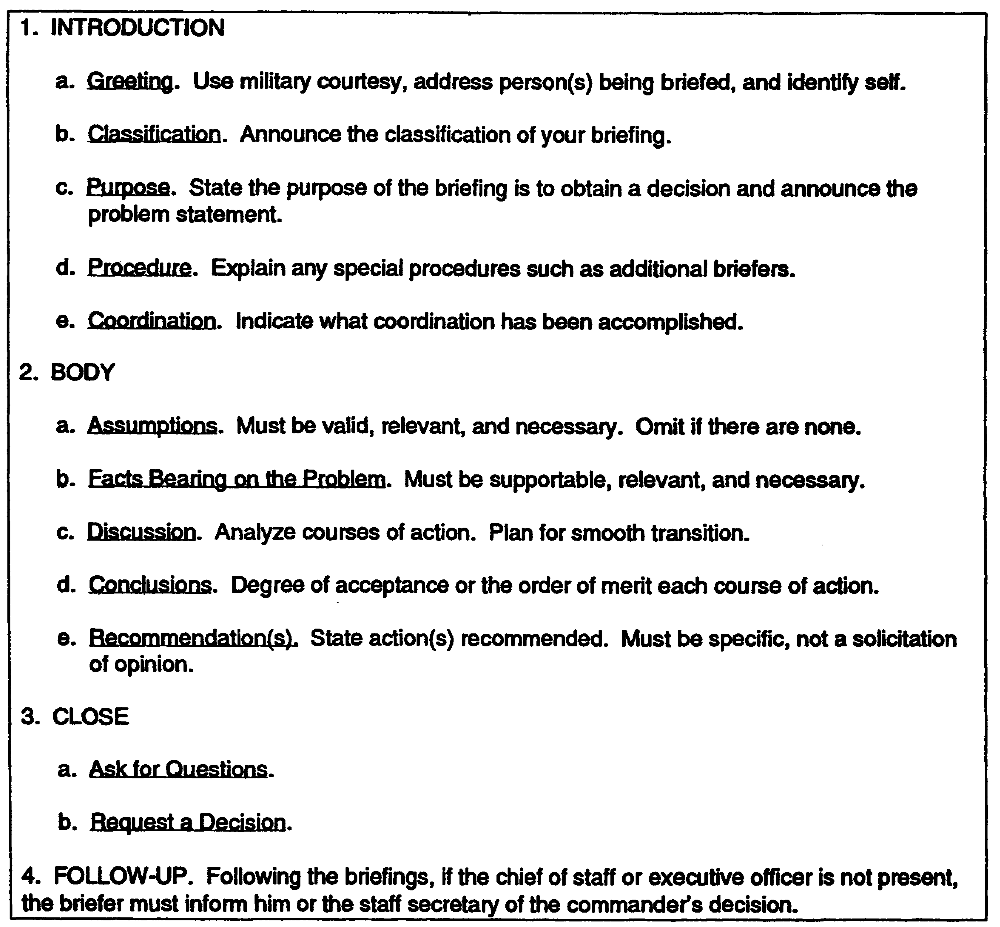 1. INTRODUCTION
a. Greeting. Use military courtesy, address person(s) being briefed, and identify self.
b. Classification. Announce the classification of your briefing.
c. Purpose. State the purpose of the briefing is to obtain a decision and announce the
problem statement.
d. Procedure. Explain any special procedures such as additional briefers.
e. Coordination. Indicate what coordination has been accomplished.
2. BODY
a. Assumptions. Must be valid, relevant, and necessary. Omit if there are none.
b. Facts Bearing on the Problem. Must be supportable, relevant, and necessary.
c. Discussion. Analyze courses of action. Plan for smooth transition.
d. Conclusions. Degree of acceptance or the order of merit each course of action.
e. Recommendation(s). State action(s) recommended. Must be specific, not a solicitation
of opinion.
3. CLOSE
a. Ask for Questions.
b. Request a Decision.
4. FOLLOW-UP. Following the briefings, if the chief of staff or executive officer is not present,
the briefer must inform him or the staff secretary of the commander's decision.